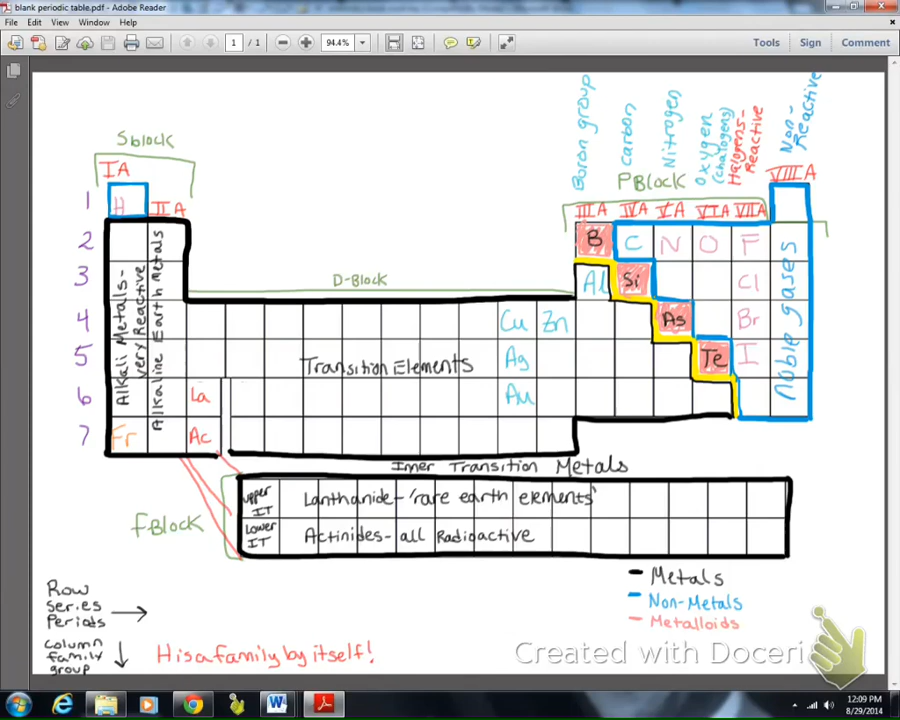 blank periodic table.pdf - Adobe Reader
File Edit View Window Help
1 / 1
94.4%
Tools Sign Comment
Boron group
Carbon
Nitrogen
Oxygen (chalogens)
Halogens-Reactive
Non-Reactive
S block
P Block
IA
IIA
IIIA IVA VA VIA VIIA VIIIA
1
H
2
B C N O F
3
Al Si Cl
D-Block
4
Cu Zn As Br
5
Transition Elements
Ag Te I
6
La
Au
7
Fr Ac
Alkali Metals-
very Reactive
Alkaline Earth metals
Noble gases
Inner Transition Metals
F Block
upper
IT
Lanthanide- 'rare earth elements'
Lower
IT
Actinides- all Radioactive
Row
series
Periods
Column
family
group
H is a family by itself!
Metals
Non-Metals
Metalloids
Created with Doceri
12:09 PM
8/29/2014